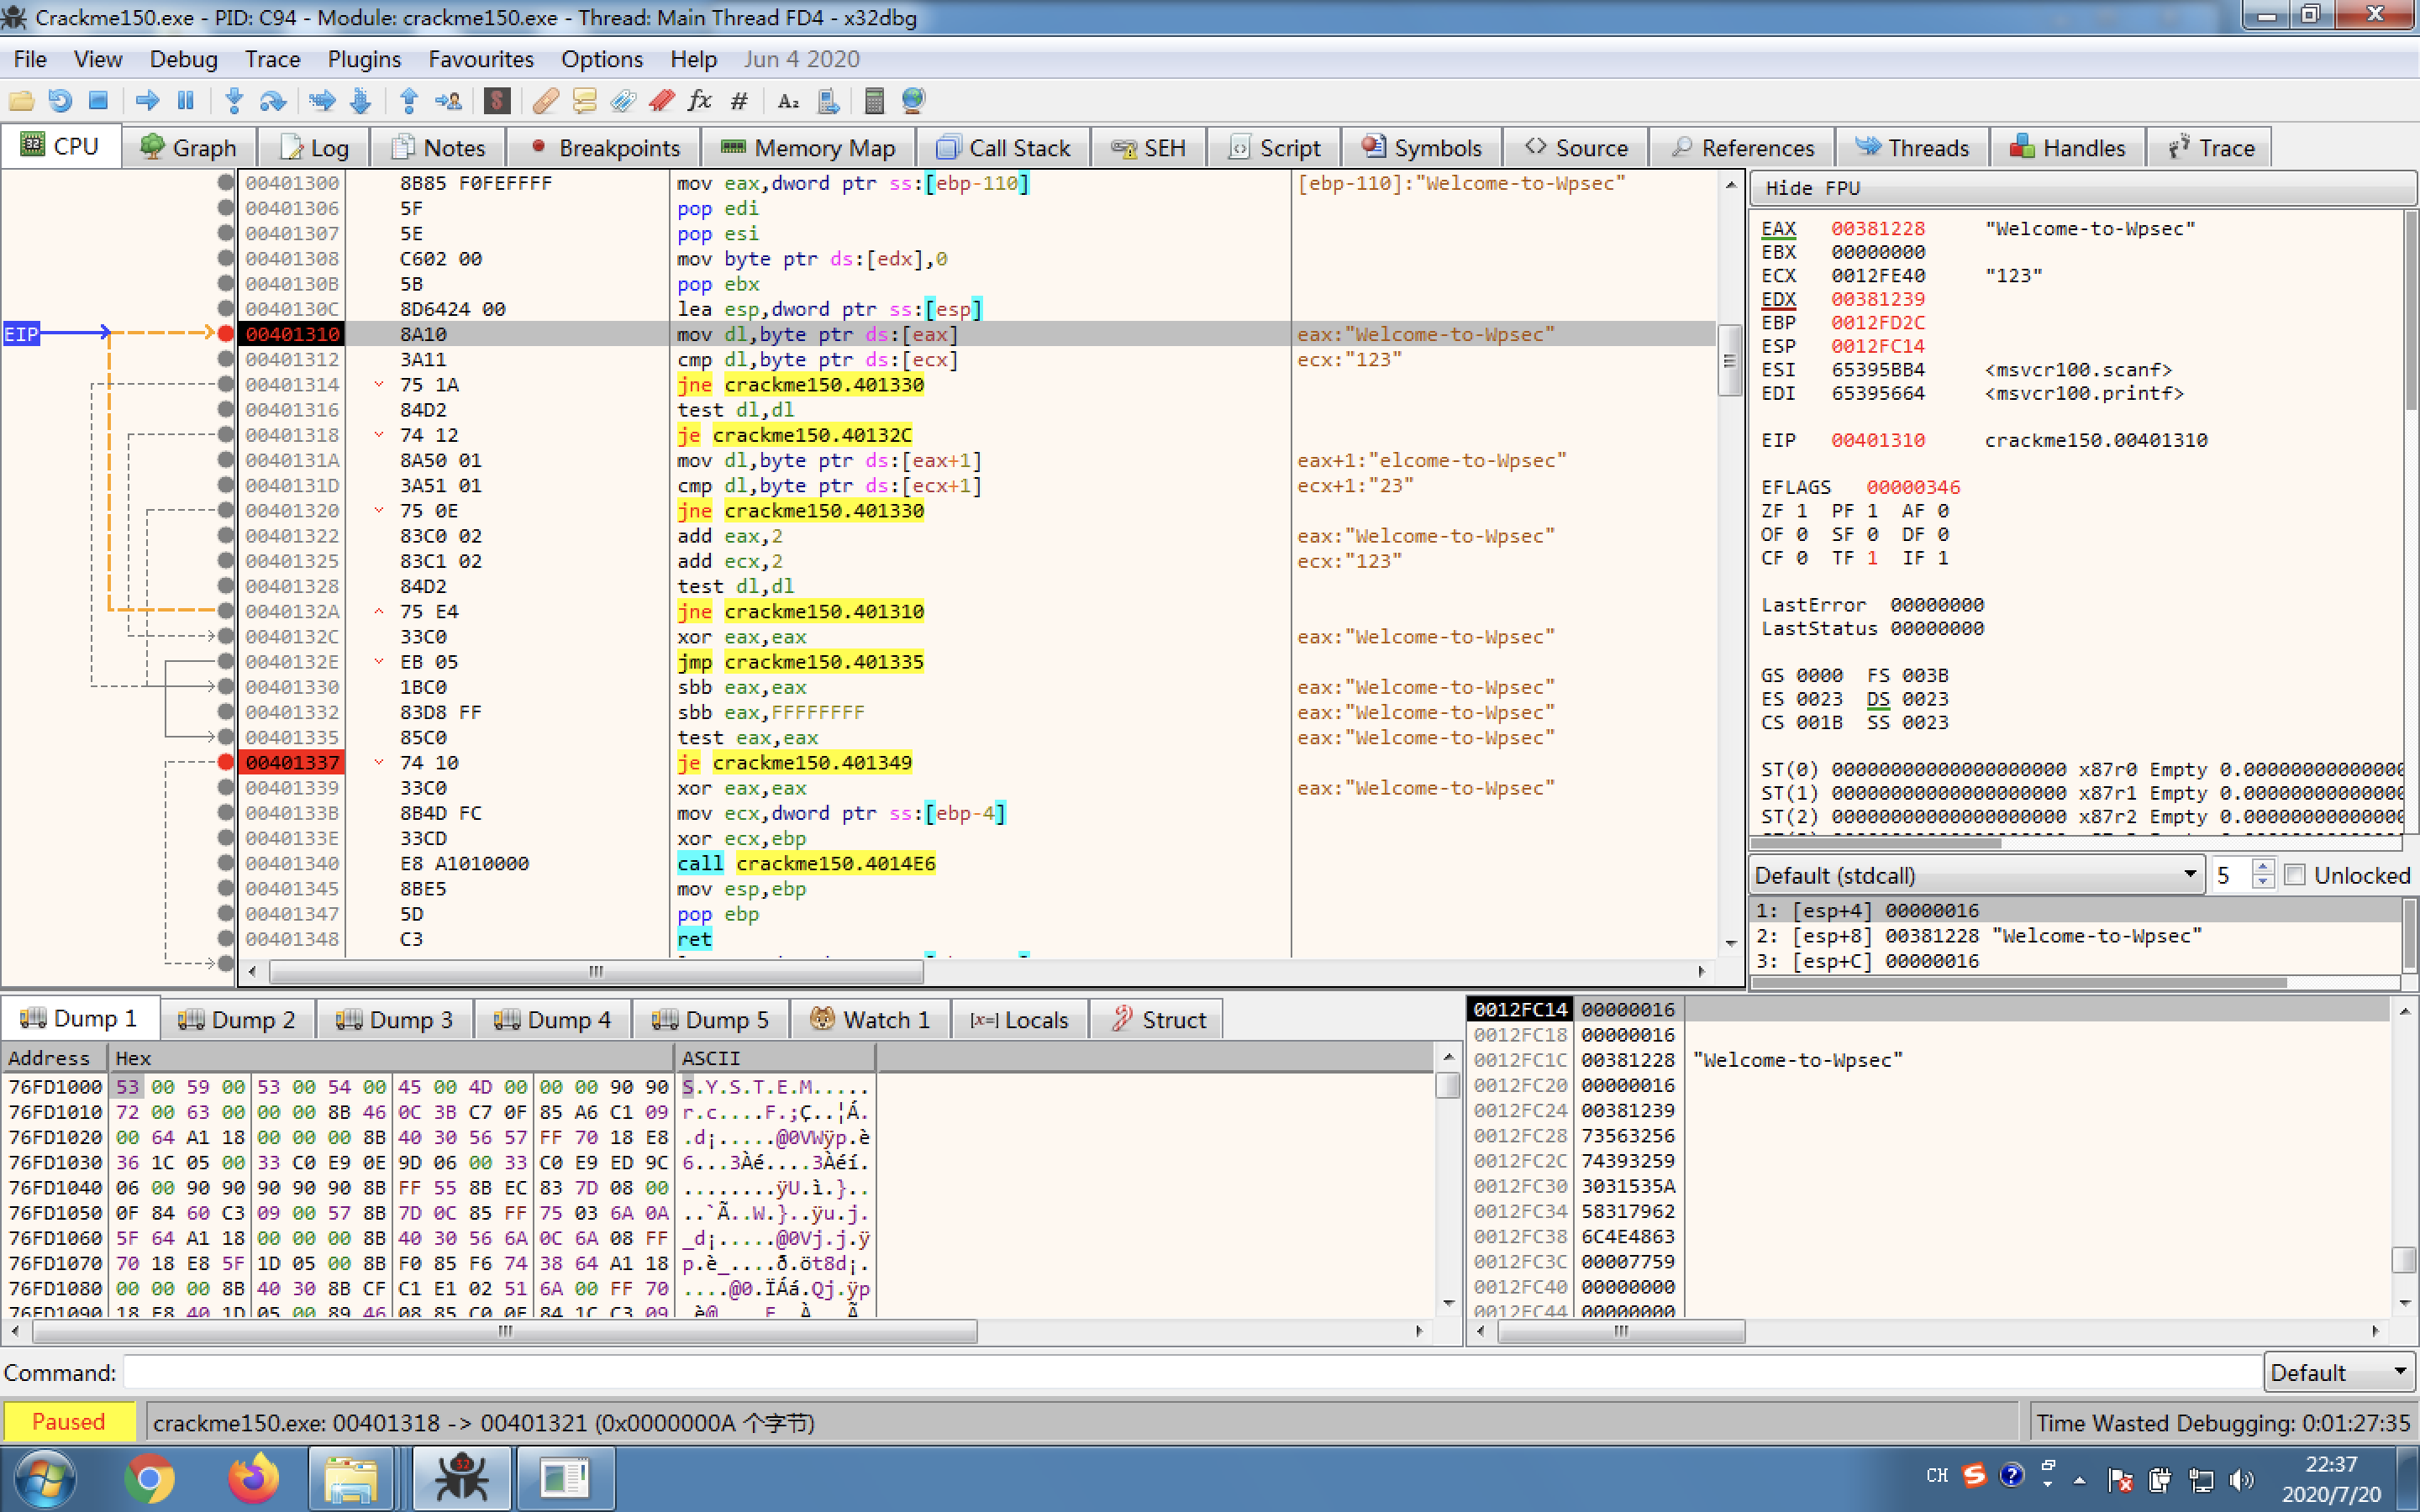 Crackme150.exe - PID: C94 - Module: crackme150.exe - Thread: Main Thread FD4 - x32dbg
File View Debug Trace Plugins Favourites Options Help Jun 4 2020
CPU Graph Log Notes Breakpoints Memory Map Call Stack SEH Script Symbols Source References Threads Handles Trace
00401300 8B85 F0FEFFFF mov eax,dword ptr ss:[ebp-110] [ebp-110]:"Welcome-to-Wpsec"
00401306 5F pop edi
00401307 5E pop esi
00401308 C602 00 mov byte ptr ds:[edx],0
0040130B 5B pop ebx
0040130C 8D6424 00 lea esp,dword ptr ss:[esp]
EIP 00401310 8A10 mov dl,byte ptr ds:[eax] eax:"Welcome-to-Wpsec"
00401312 3A11 cmp dl,byte ptr ds:[ecx] ecx:"123"
00401314 75 1A jne crackme150.401330
00401316 84D2 test dl,dl
00401318 74 12 je crackme150.40132C
0040131A 8A50 01 mov dl,byte ptr ds:[eax+1] eax+1:"elcome-to-Wpsec"
0040131D 3A51 01 cmp dl,byte ptr ds:[ecx+1] ecx+1:"23"
00401320 75 0E jne crackme150.401330
00401322 83C0 02 add eax,2 eax:"Welcome-to-Wpsec"
00401325 83C1 02 add ecx,2 ecx:"123"
00401328 84D2 test dl,dl
0040132A 75 E4 jne crackme150.401310
0040132C 33C0 xor eax,eax eax:"Welcome-to-Wpsec"
0040132E EB 05 jmp crackme150.401335
00401330 1BC0 sbb eax,eax eax:"Welcome-to-Wpsec"
00401332 83D8 FF sbb eax,FFFFFFFF eax:"Welcome-to-Wpsec"
00401335 85C0 test eax,eax eax:"Welcome-to-Wpsec"
00401337 74 10 je crackme150.401349
00401339 33C0 xor eax,eax eax:"Welcome-to-Wpsec"
0040133B 8B4D FC mov ecx,dword ptr ss:[ebp-4]
0040133E 33CD xor ecx,ebp
00401340 E8 A1010000 call crackme150.4014E6
00401345 8BE5 mov esp,ebp
00401347 5D pop ebp
00401348 C3 ret
Hide FPU
EAX 00381228 "Welcome-to-Wpsec"
EBX 00000000
ECX 0012FE40 "123"
EDX 00381239
EBP 0012FD2C
ESP 0012FC14
ESI 65395BB4 <msvcr100.scanf>
EDI 65395664 <msvcr100.printf>
EIP 00401310 crackme150.00401310
EFLAGS 00000346
ZF 1 PF 1 AF 0
OF 0 SF 0 DF 0
CF 0 TF 1 IF 1
LastError 00000000
LastStatus 00000000
GS 0000 FS 003B
ES 0023 DS 0023
CS 001B SS 0023
ST(0) 00000000000000000000 x87r0 Empty 0.00000000000000
ST(1) 00000000000000000000 x87r1 Empty 0.00000000000000
ST(2) 00000000000000000000 x87r2 Empty 0.00000000000000
Default (stdcall) 5 Unlocked
1: [esp+4] 00000016
2: [esp+8] 00381228 "Welcome-to-Wpsec"
3: [esp+C] 00000016
Dump 1 Dump 2 Dump 3 Dump 4 Dump 5 Watch 1 [x=] Locals Struct
Address Hex ASCII
76FD1000 53 00 59 00 53 00 54 00 45 00 4D 00 00 00 90 90 S.Y.S.T.E.M.....
76FD1010 72 00 63 00 00 00 8B 46 0C 3B C7 0F 85 A6 C1 09 r.c....F.;Ç..¦Á.
76FD1020 00 64 A1 18 00 00 00 8B 40 30 56 57 FF 70 18 E8 .d¡.....@0VWÿp.è
76FD1030 36 1C 05 00 33 C0 E9 0E 9D 06 00 33 C0 E9 ED 9C 6...3Àé....3Àéí.
76FD1040 06 00 90 90 90 90 90 8B FF 55 8B EC 83 7D 08 00 ........ÿU.ì.}..
76FD1050 0F 84 60 C3 09 00 57 8B 7D 0C 85 FF 75 03 6A 0A ..`Ã..W.}..ÿu.j.
76FD1060 5F 64 A1 18 00 00 00 8B 40 30 56 6A 0C 6A 08 FF _d¡.....@0Vj.j.ÿ
76FD1070 70 18 E8 5F 1D 05 00 8B F0 85 F6 74 38 64 A1 18 p.è_....ð.öt8d¡.
76FD1080 00 00 00 8B 40 30 8B CF C1 E1 02 51 6A 00 FF 70 ....@0.ÏÁá.Qj.ÿp
76FD1090 18 E8 40 1D 05 00 89 46 08 85 C0 0F 84 1C C3 09 .è@....F..À...Ã.
0012FC14 00000016
0012FC18 00000016
0012FC1C 00381228 "Welcome-to-Wpsec"
0012FC20 00000016
0012FC24 00381239
0012FC28 73563256
0012FC2C 74393259
0012FC30 3031535A
0012FC34 58317962
0012FC38 6C4E4863
0012FC3C 00007759
0012FC40 00000000
0012FC44 00000000
Command: Default
Paused crackme150.exe: 00401318 -> 00401321 (0x0000000A 个字节) Time Wasted Debugging: 0:01:27:35
CH 22:37
2020/7/20